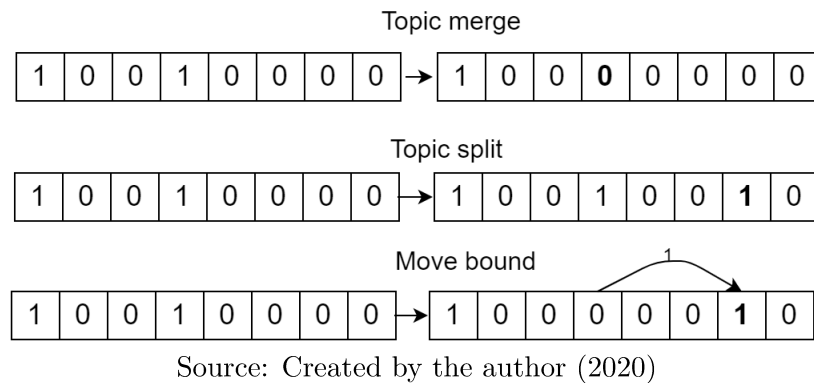 Topic merge
1 0 0 1 0 0 0 0 1 0 0 0 0 0 0 0
Topic split
1 0 0 1 0 0 0 0 1 0 0 1 0 0 1 0
Move bound
1
1 0 0 1 0 0 0 0 1 0 0 0 0 0 1 0
Source: Created by the author (2020)